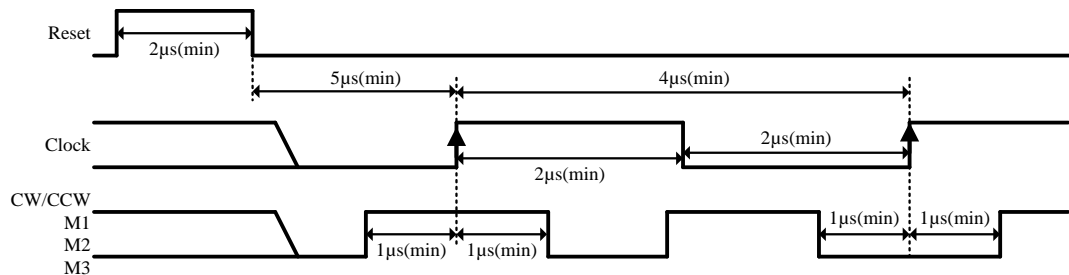 Reset
2μs(min)
5μs(min)
4μs(min)
Clock
2μs(min)
2μs(min)
CW/CCW
M1
M2
M3
1μs(min)
1μs(min)
1μs(min)
1μs(min)